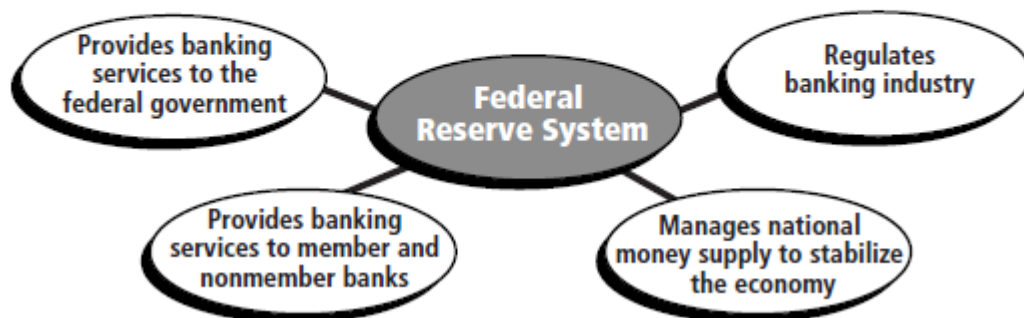 Provides banking
services to the
federal government
Federal
Reserve System
Regulates
banking industry
Provides banking
services to member and
nonmember banks
Manages national
money supply to stabilize
the economy